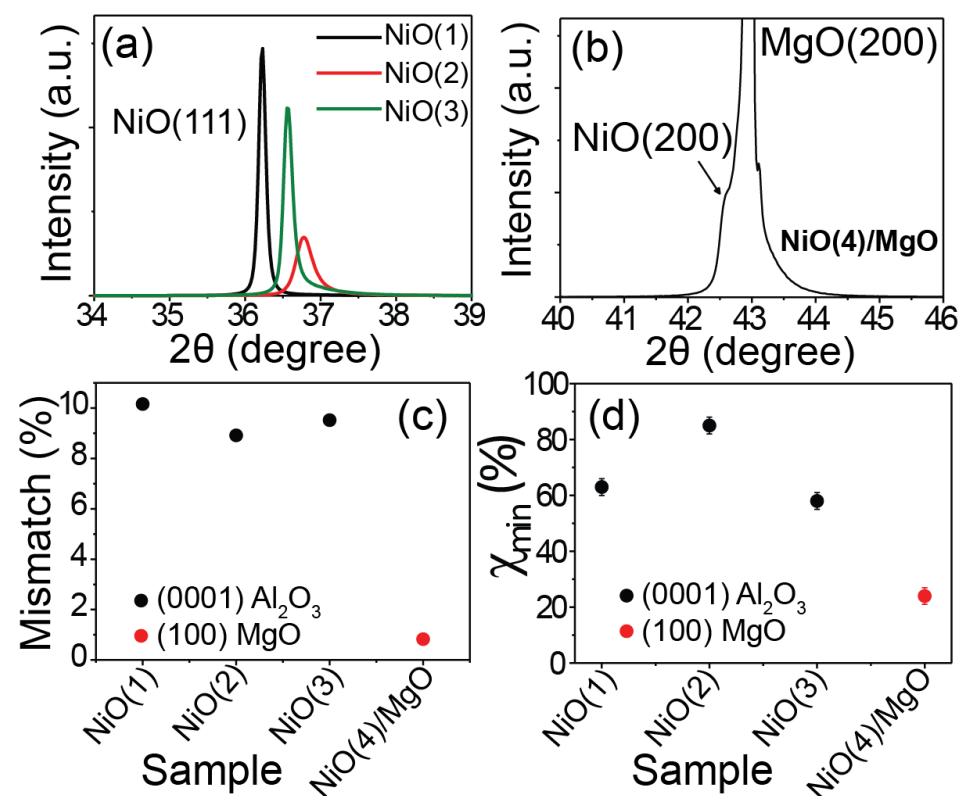 (a)
NiO(1)
NiO(2)
NiO(3)
NiO(111)
Intensity (a.u.)
34 35 36 37 38 39
2θ (degree)
(b)
MgO(200)
NiO(200)
NiO(4)/MgO
Intensity (a.u.)
40 41 42 43 44 45 46
2θ (degree)
(c)
Mismatch (%)
10
8
6
4
2
0
(0001) Al₂O₃
(100) MgO
NiO(1)
NiO(2)
NiO(3)
NiO(4)/MgO
Sample
(d)
χmin (%)
100
80
60
40
20
0
(0001) Al₂O₃
(100) MgO
NiO(1)
NiO(2)
NiO(3)
NiO(4)/MgO
Sample